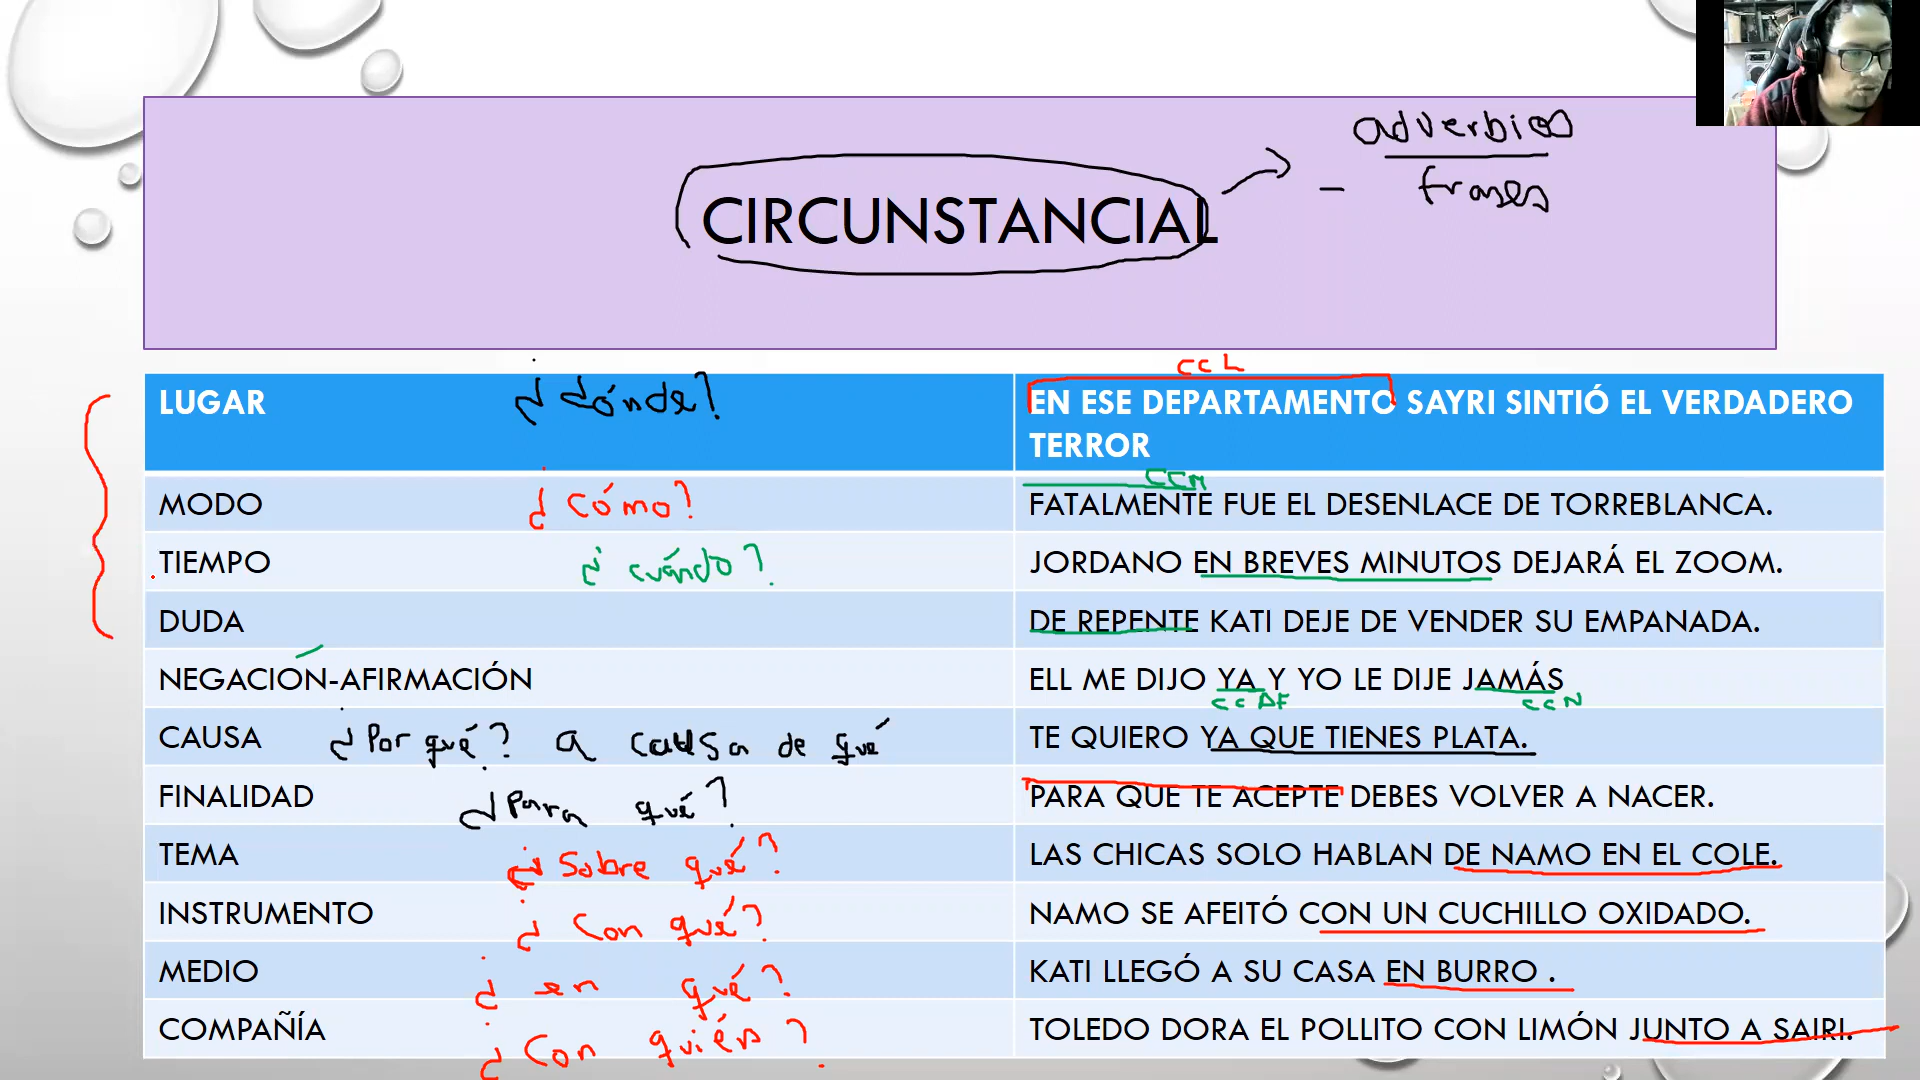 adverbios
CIRCUNSTANCIAL
- frases
CCL
LUGAR ¿dónde? EN ESE DEPARTAMENTO SAYRI SINTIÓ EL VERDADERO
TERROR
CCM
MODO ¿cómo? FATALMENTE FUE EL DESENLACE DE TORREBLANCA.
TIEMPO ¿cuándo? JORDANO EN BREVES MINUTOS DEJARÁ EL ZOOM.
DUDA DE REPENTE KATI DEJE DE VENDER SU EMPANADA.
NEGACIÓN-AFIRMACIÓN ELL ME DIJO YA Y YO LE DIJE JAMÁS
CCAF CCN
CAUSA ¿Por qué? a causa de qué TE QUIERO YA QUE TIENES PLATA.
FINALIDAD ¿Para qué? PARA QUE TE ACEPTE DEBES VOLVER A NACER.
TEMA ¿Sobre qué? LAS CHICAS SOLO HABLAN DE NAMO EN EL COLE.
INSTRUMENTO ¿Con qué? NAMO SE AFEITÓ CON UN CUCHILLO OXIDADO.
MEDIO ¿en qué? KATI LLEGÓ A SU CASA EN BURRO .
COMPAÑÍA ¿Con quién? TOLEDO DORA EL POLLITO CON LIMÓN JUNTO A SAIRI.